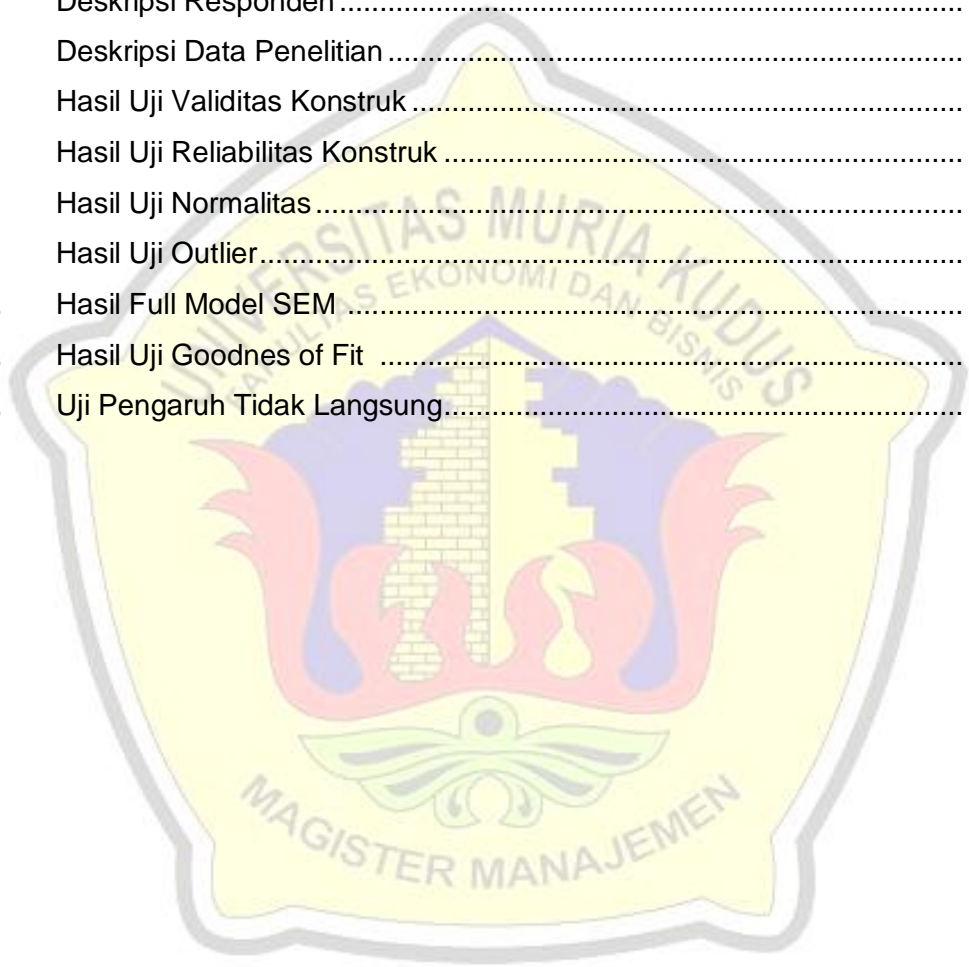 Deskripsi Responden ........................................................................
Deskripsi Data Penelitian ........................................................................
Hasil Uji Validitas Konstruk .....................................................................
Hasil Uji Reliabilitas Konstruk .................................................................
Hasil Uji Normalitas .................................................................................
Hasil Uji Outlier........................................................................................
Hasil Full Model SEM ..............................................................................
Hasil Uji Goodnes of Fit ..........................................................................
Uji Pengaruh Tidak Langsung..................................................................
UNIVERSITAS MURIA KUDUS
FAKULTAS EKONOMI DAN BISNIS
MAGISTER MANAJEMEN